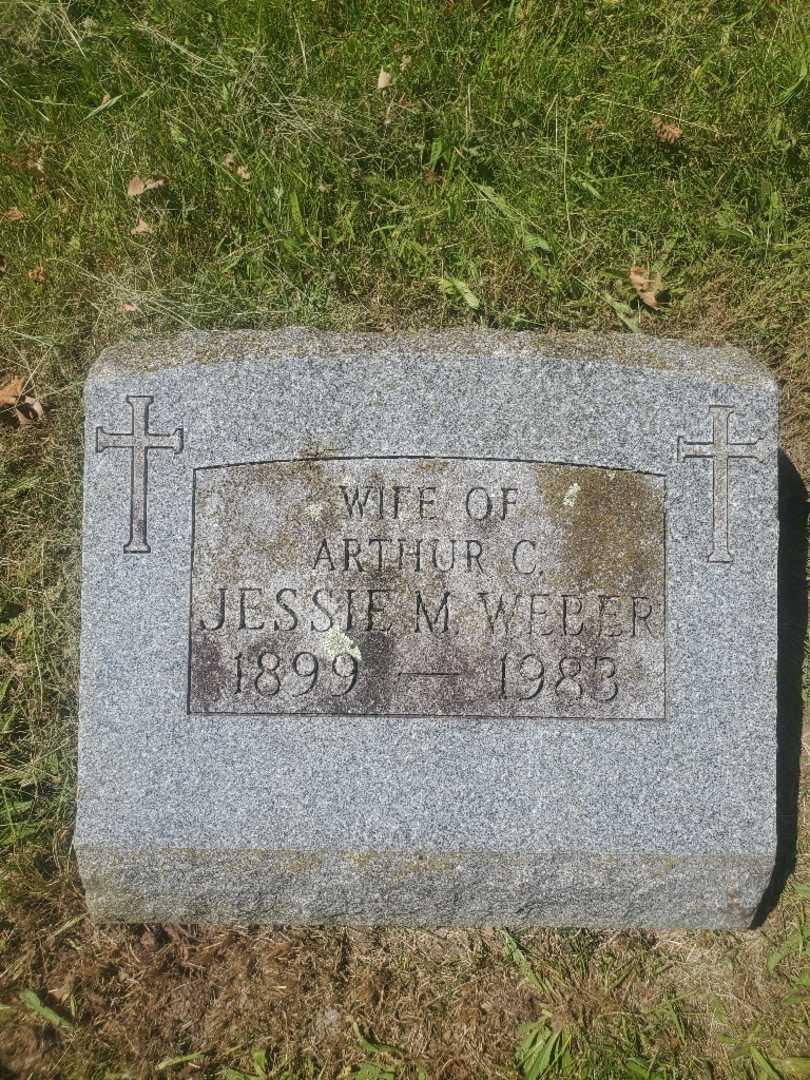 WIFE OF
ARTHUR C.
JESSIE M. WEBER
1899 — 1983